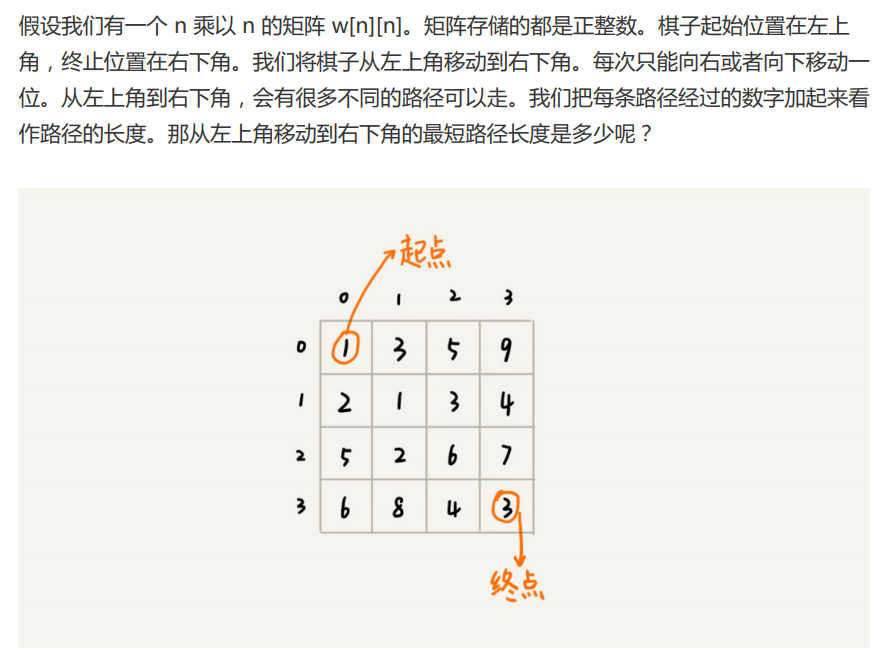 假设我们有一个 n 乘以 n 的矩阵 w[n][n]。矩阵存储的都是正整数。棋子起始位置在左上
角，终止位置在右下角。我们将棋子从左上角移动到右下角。每次只能向右或者向下移动一
位。从左上角到右下角，会有很多不同的路径可以走。我们把每条路径经过的数字加起来看
作路径的长度。那从左上角移动到右下角的最短路径长度是多少呢？
起点
0 1 2 3
0 1 3 5 9
1 2 1 3 4
2 5 2 6 7
3 6 8 4 3
终点